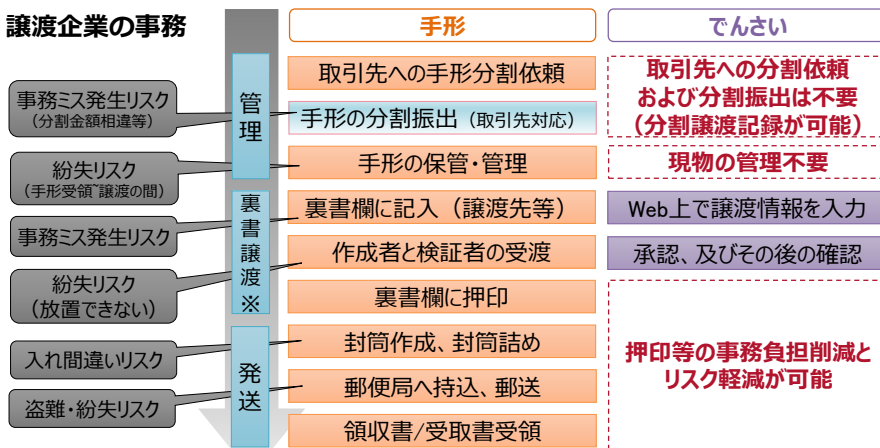 譲渡企業の事務
手形
でんさい
事務ミス発生リスク
(分割金額相違等)
紛失リスク
(手形受領~譲渡の間)
事務ミス発生リスク
紛失リスク
(放置できない)
入れ間違いリスク
盗難・紛失リスク
管理
裏書譲渡※
発送
取引先への手形分割依頼
手形の分割振出（取引先対応）
手形の保管・管理
裏書欄に記入（譲渡先等）
作成者と検証者の受渡
裏書欄に押印
封筒作成、封筒詰め
郵便局へ持込、郵送
領収書/受取書受領
取引先への分割依頼
および分割振出は不要
（分割譲渡記録が可能）
現物の管理不要
Web上で譲渡情報を入力
承認、及びその後の確認
押印等の事務負担削減と
リスク軽減が可能